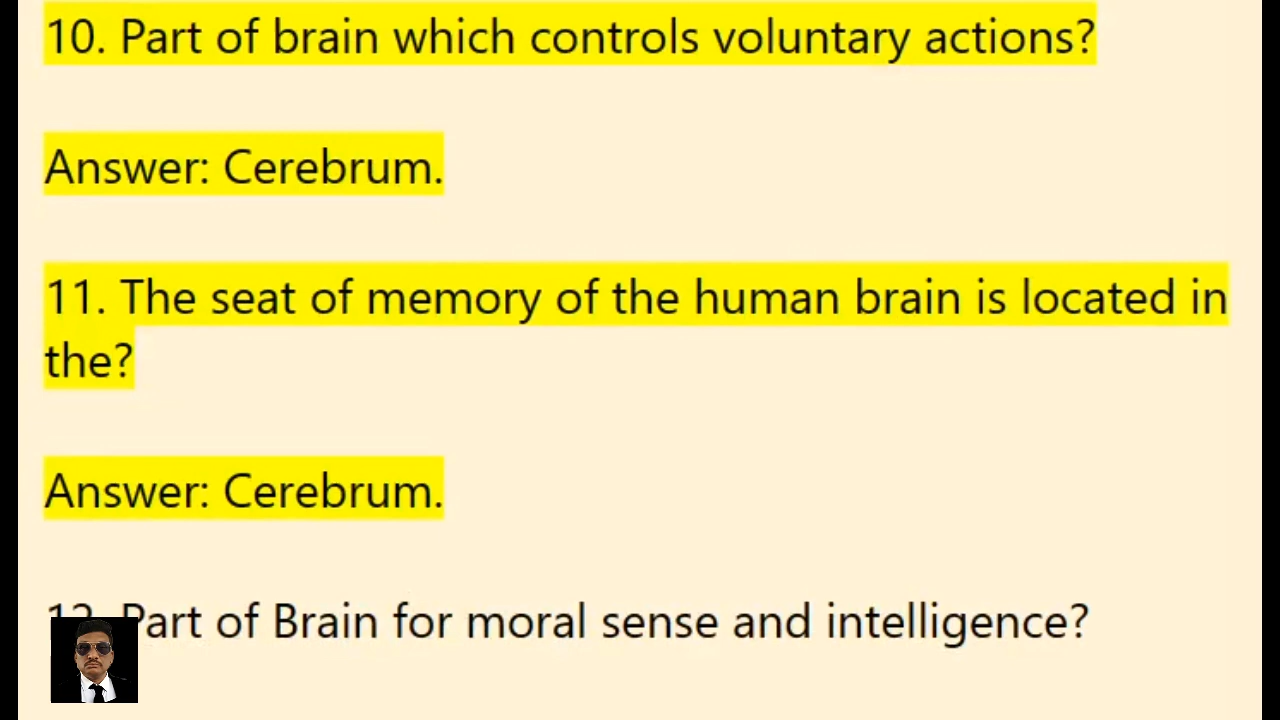 10. Part of brain which controls voluntary actions?
Answer: Cerebrum.
11. The seat of memory of the human brain is located in
the?
Answer: Cerebrum.
12. Part of Brain for moral sense and intelligence?